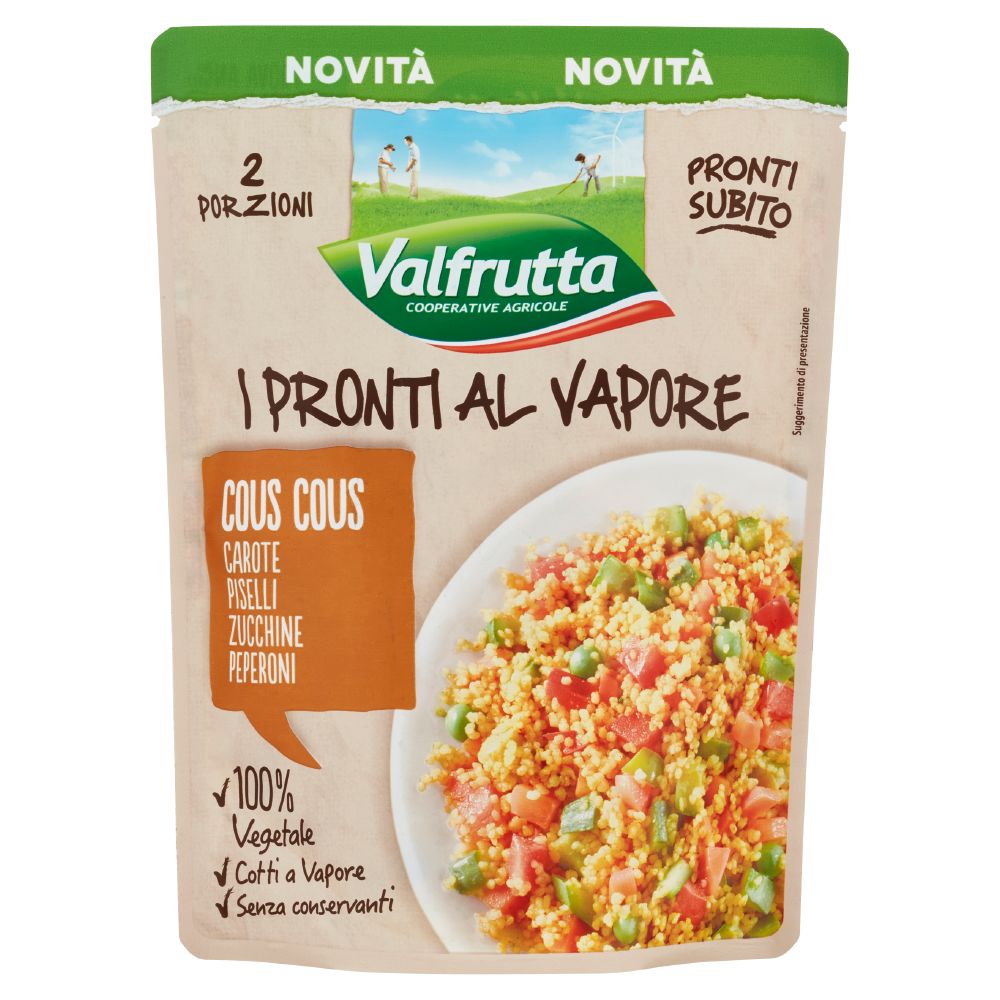 NOVITÀ NOVITÀ
2
PORZIONI
PRONTI
SUBITO
Valfrutta
COOPERATIVE AGRICOLE
I PRONTI AL VAPORE
Suggerimento di presentazione
COUS COUS
CAROTE
PISELLI
ZUCCHINE
PEPERONI
100%
Vegetale
Cotti a Vapore
Senza conservanti